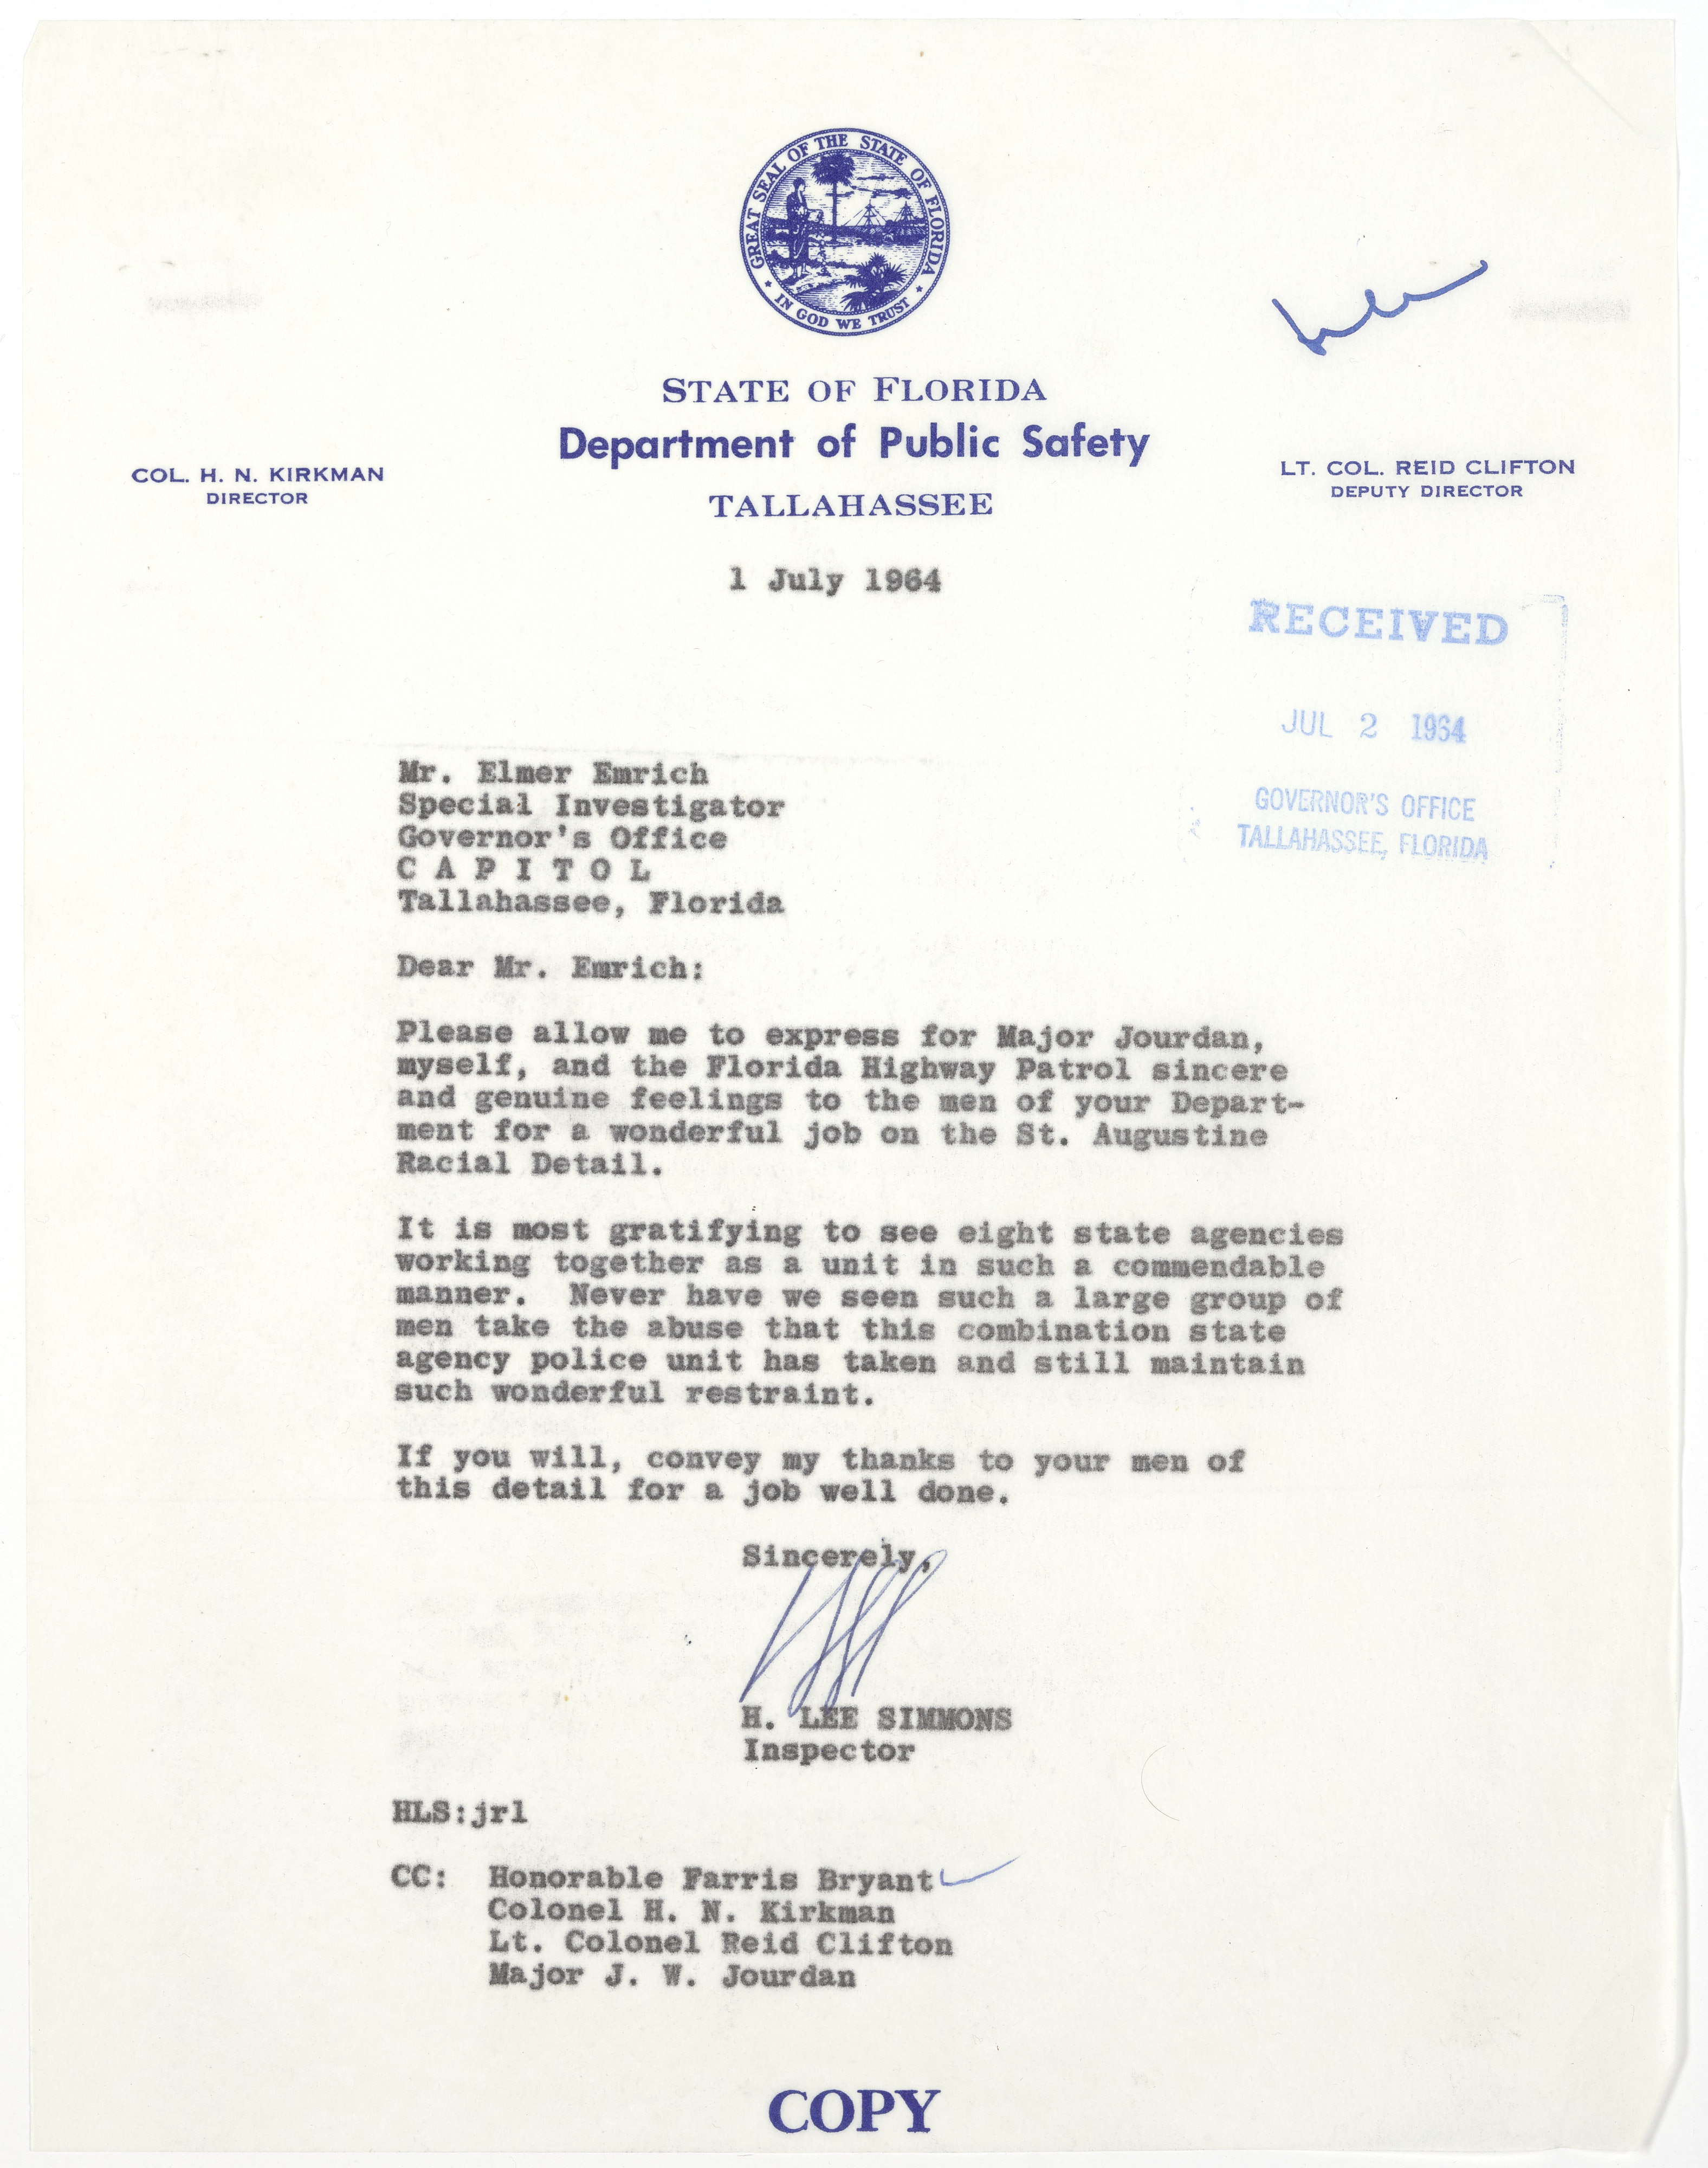 GREAT SEAL OF THE STATE OF FLORIDA
IN GOD WE TRUST
STATE OF FLORIDA
Department of Public Safety
TALLAHASSEE
COL. H. N. KIRKMAN
DIRECTOR
LT. COL. REID CLIFTON
DEPUTY DIRECTOR
1 July 1964
RECEIVED
JUL 2 1964
GOVERNOR'S OFFICE
TALLAHASSEE, FLORIDA
Mr. Elmer Emrich
Special Investigator
Governor's Office
C A P I T O L
Tallahassee, Florida
Dear Mr. Emrich:
Please allow me to express for Major Jourdan,
myself, and the Florida Highway Patrol sincere
and genuine feelings to the men of your Depart-
ment for a wonderful job on the St. Augustine
Racial Detail.
It is most gratifying to see eight state agencies
working together as a unit in such a commendable
manner. Never have we seen such a large group of
men take the abuse that this combination state
agency police unit has taken and still maintain
such wonderful restraint.
If you will, convey my thanks to your men of
this detail for a job well done.
Sincerely,
H. LEE SIMMONS
Inspector
HLS:jrl
CC: Honorable Farris Bryant
Colonel H. N. Kirkman
Lt. Colonel Reid Clifton
Major J. W. Jourdan
COPY